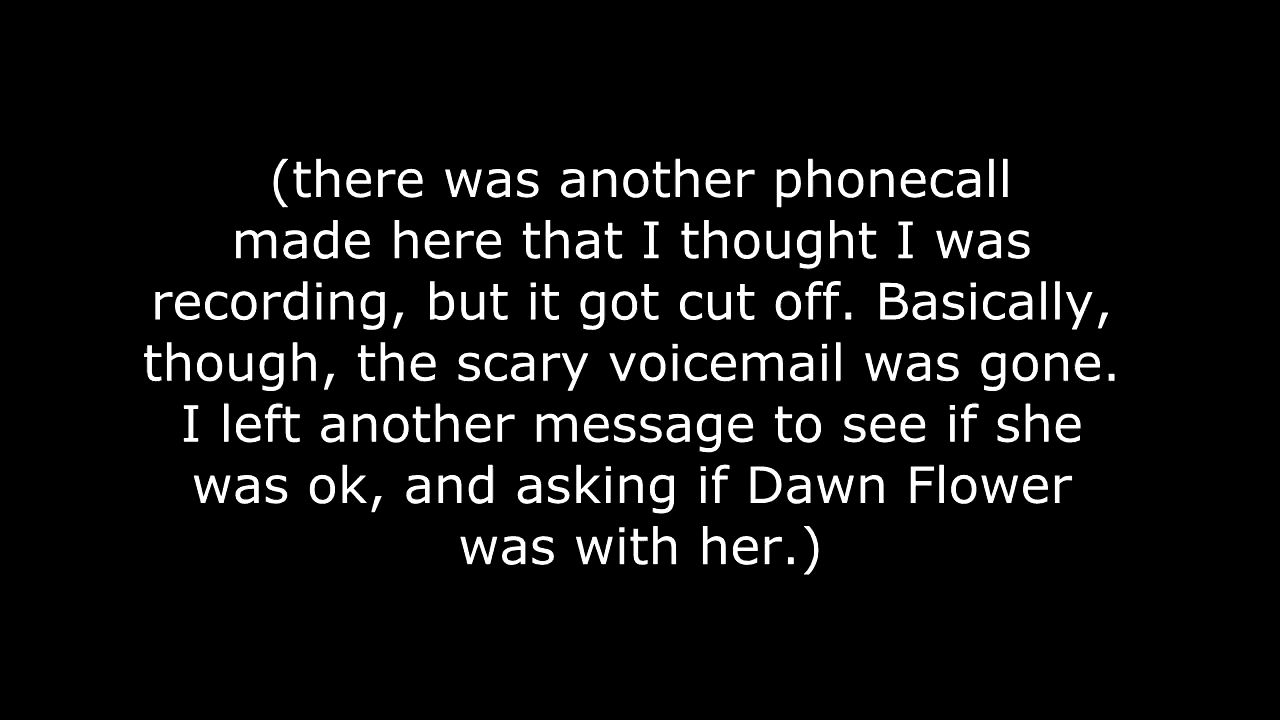 (there was another phonecall
made here that I thought I was
recording, but it got cut off. Basically,
though, the scary voicemail was gone.
I left another message to see if she
was ok, and asking if Dawn Flower
was with her.)